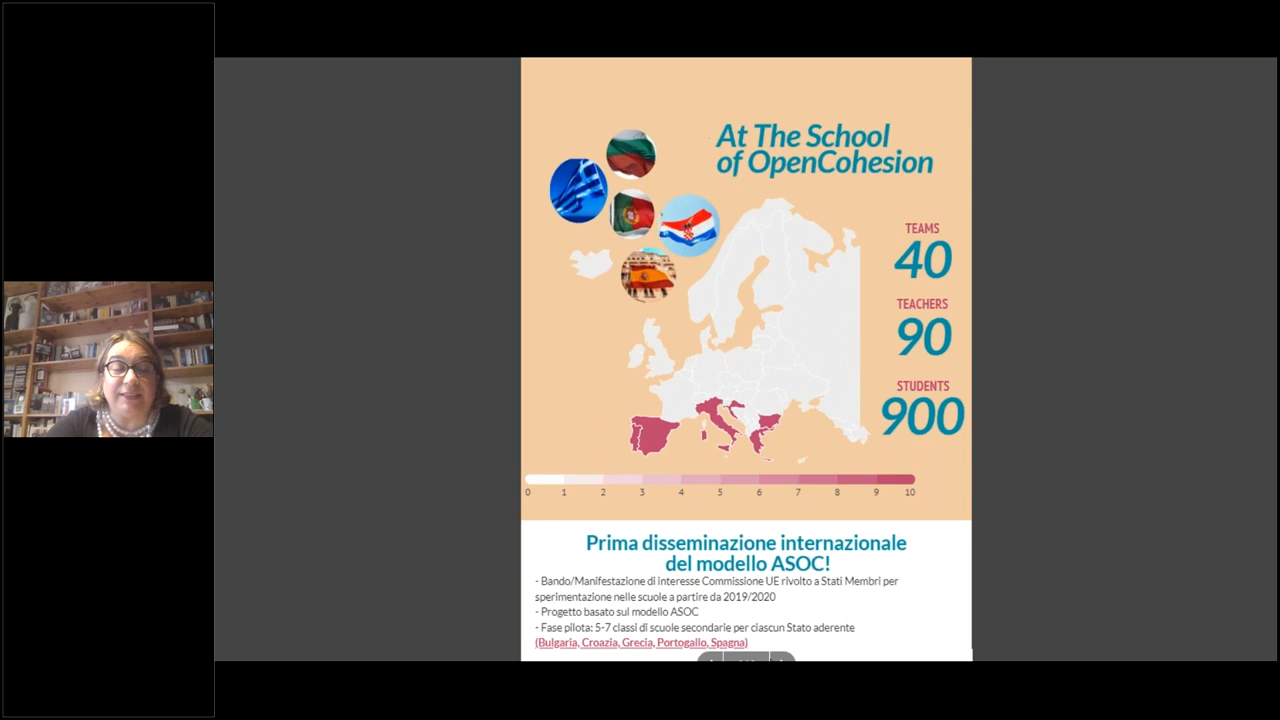 At The School
of OpenCohesion
TEAMS
40
TEACHERS
90
STUDENTS
900
0 1 2 3 4 5 6 7 8 9 10
Prima disseminazione internazionale
del modello ASOC!
- Bando/Manifestazione di interesse Commissione UE rivolto a Stati Membri per
sperimentazione nelle scuole a partire da 2019/2020
- Progetto basato sul modello ASOC
- Fase pilota: 5-7 classi di scuole secondarie per ciascun Stato aderente
(Bulgaria, Croazia, Grecia, Portogallo, Spagna)